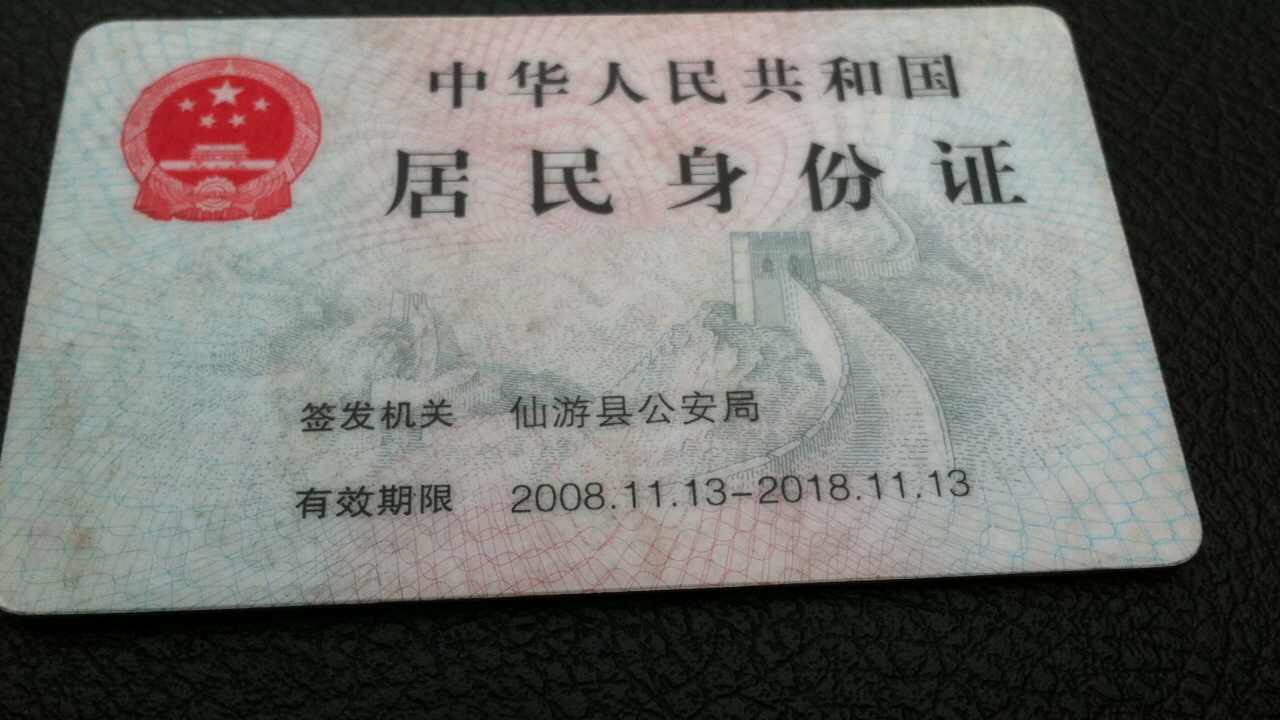 中华人民共和国
居民身份证
签发机关 仙游县公安局
有效期限 2008.11.13-2018.11.13